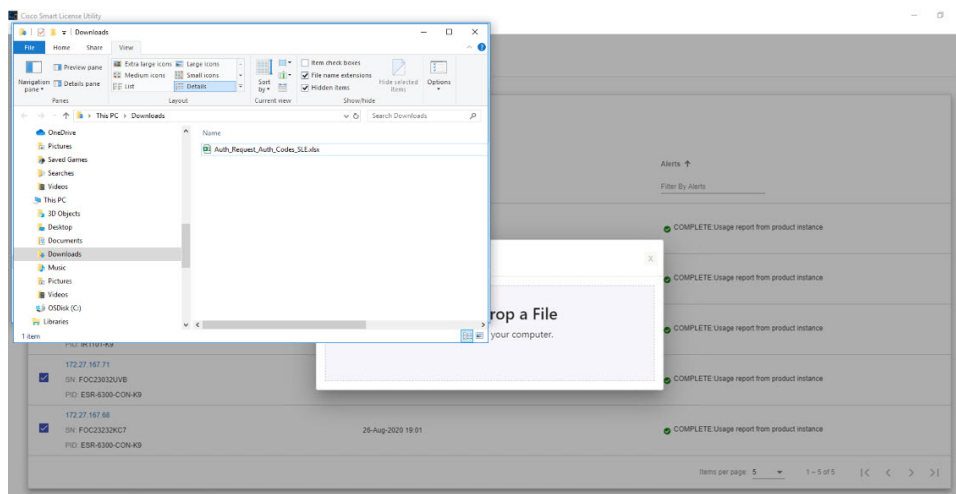 Cisco Smart License Utility
Downloads
File Home Share View
Navigation pane
Preview pane
Details pane
Extra large icons Large icons
Medium icons Small icons
List Details
Sort by
Item check boxes
File name extensions
Hidden items
Hide selected items
Options
Panes Layout Current view Show/hide
This PC > Downloads
Search Downloads
OneDrive
Pictures
Saved Games
Searches
Videos
This PC
3D Objects
Desktop
Documents
Downloads
Music
Pictures
Videos
OSDisk (C:)
Libraries
1 item
Name
Auth_Request_Auth_Codes_SLE.xlsx
Alerts
Filter By Alerts
COMPLETE:Usage report from product instance
COMPLETE:Usage report from product instance
X
rop a File
your computer.
COMPLETE:Usage report from product instance
PID: IR1101-K9
172.27.167.71
SN: FOC23032UVB
PID: ESR-6300-CON-K9
COMPLETE:Usage report from product instance
172.27.167.68
SN: FOC23232KC7
PID: ESR-6300-CON-K9
26-Aug-2020 19:01
COMPLETE:Usage report from product instance
Items per page: 5 1 – 5 of 5